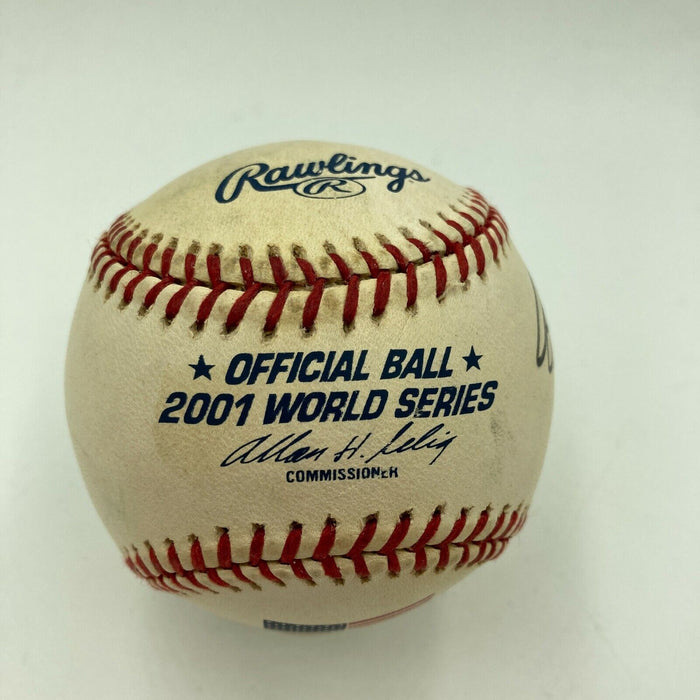 Rawlings
R
★ OFFICIAL BALL ★
2001 WORLD SERIES
Allan H. Selig
COMMISSIONER